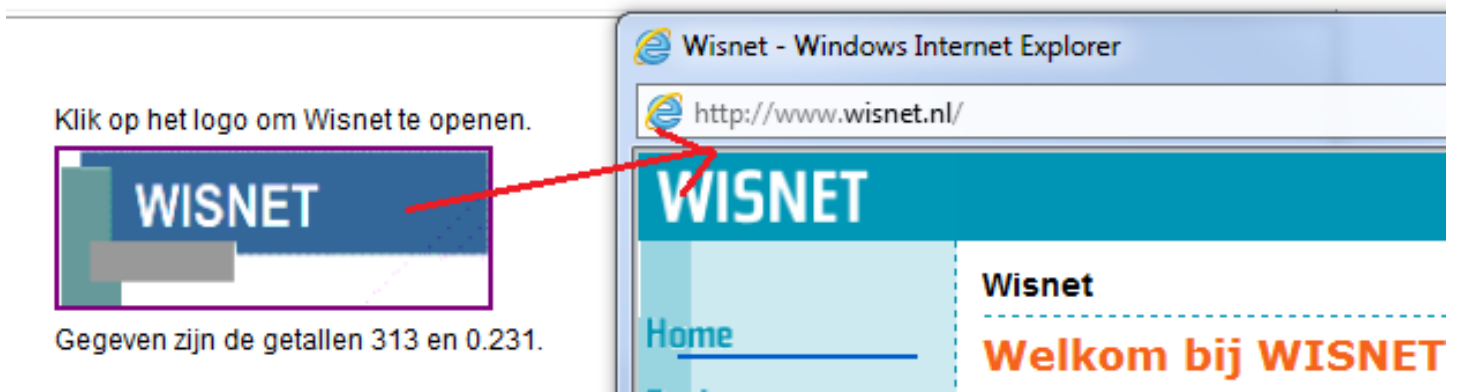 Klik op het logo om Wisnet te openen.
WISNET
Gegeven zijn de getallen 313 en 0.231.
Wisnet - Windows Internet Explorer
http://www.wisnet.nl/
WISNET
Home
Wisnet
Welkom bij WISNET